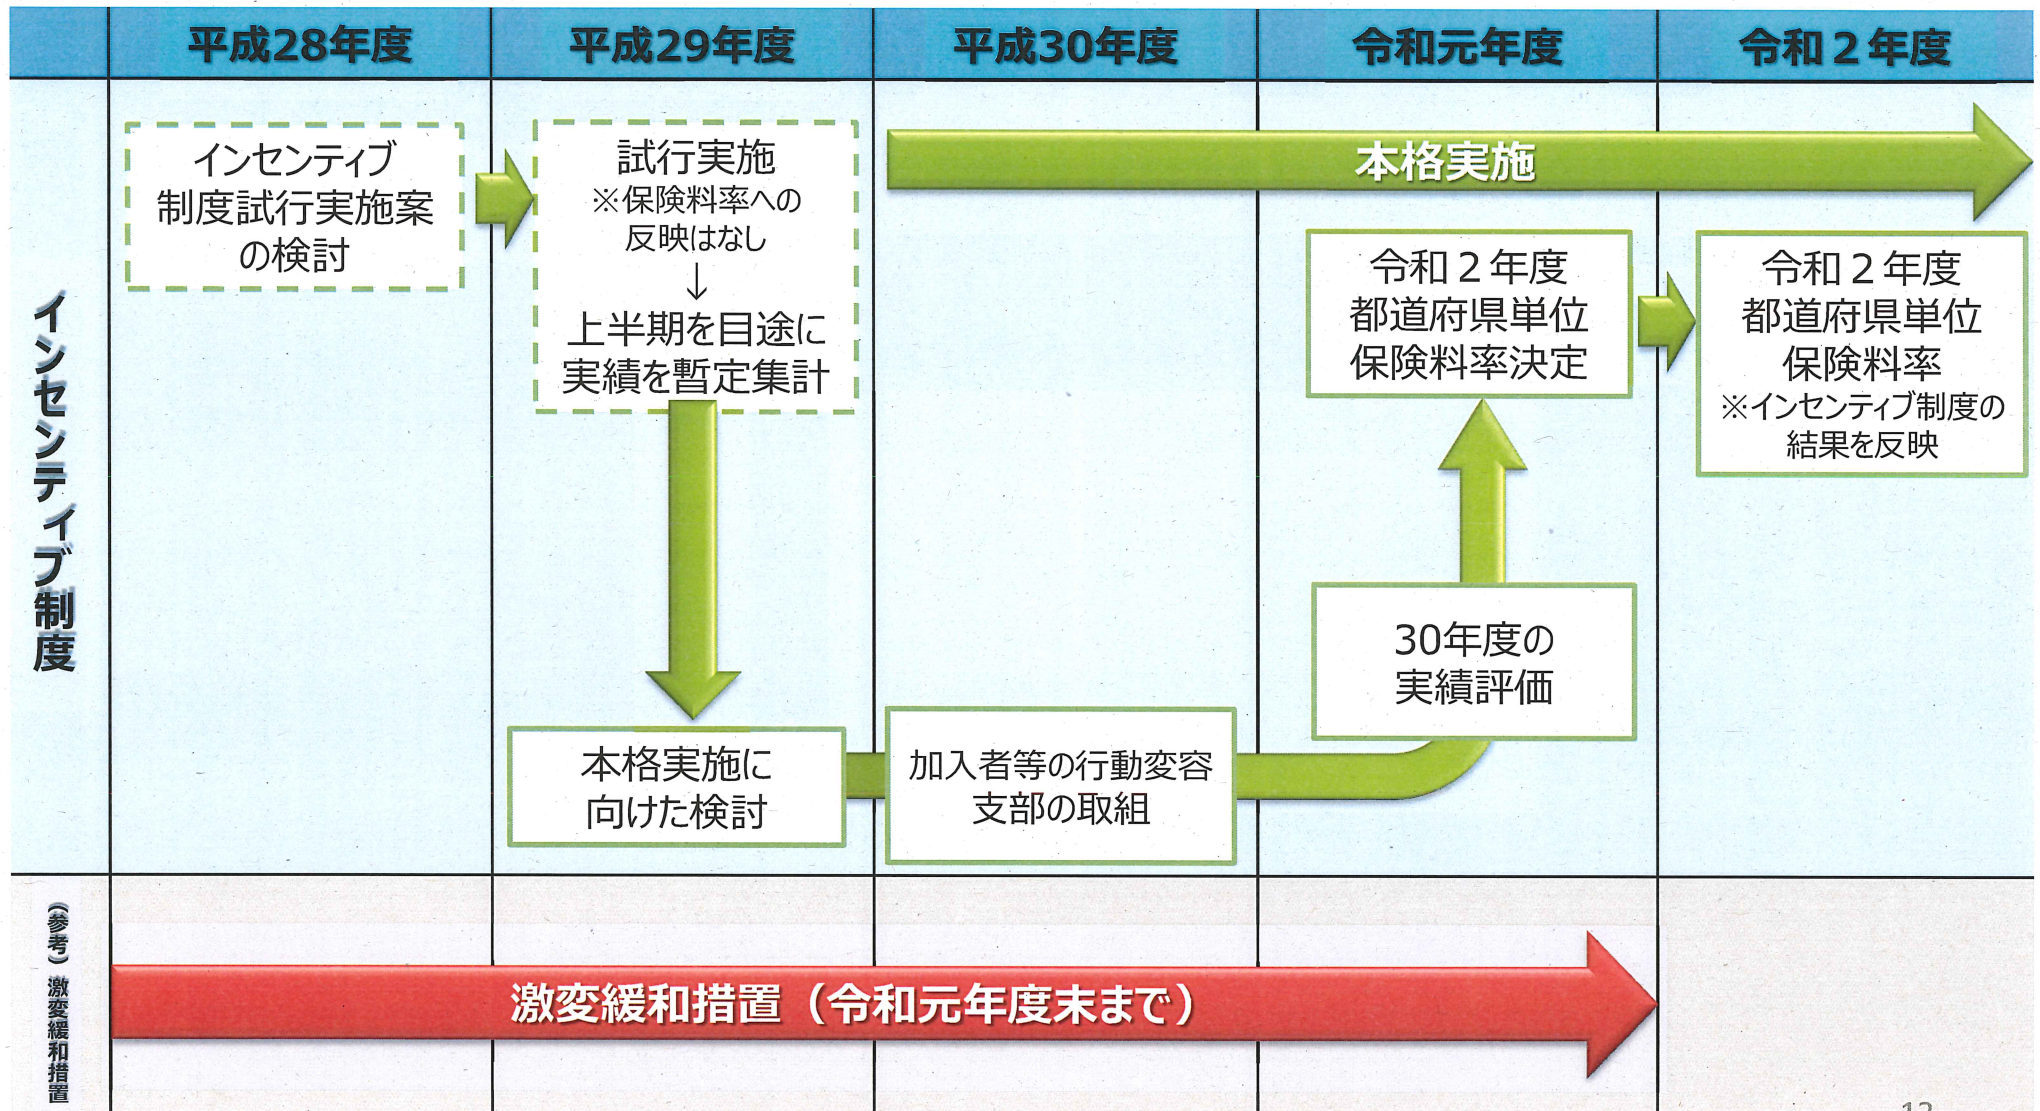 平成28年度
平成29年度
平成30年度
令和元年度
令和２年度
インセンティブ制度
インセンティブ
制度試行実施案
の検討
試行実施
※保険料率への
反映はなし
↓
上半期を目途に
実績を暫定集計
本格実施に
向けた検討
本格実施
加入者等の行動変容
支部の取組
令和２年度
都道府県単位
保険料率決定
30年度の
実績評価
令和２年度
都道府県単位
保険料率
※インセンティブ制度の
結果を反映
（参考）激変緩和措置
激変緩和措置（令和元年度末まで）